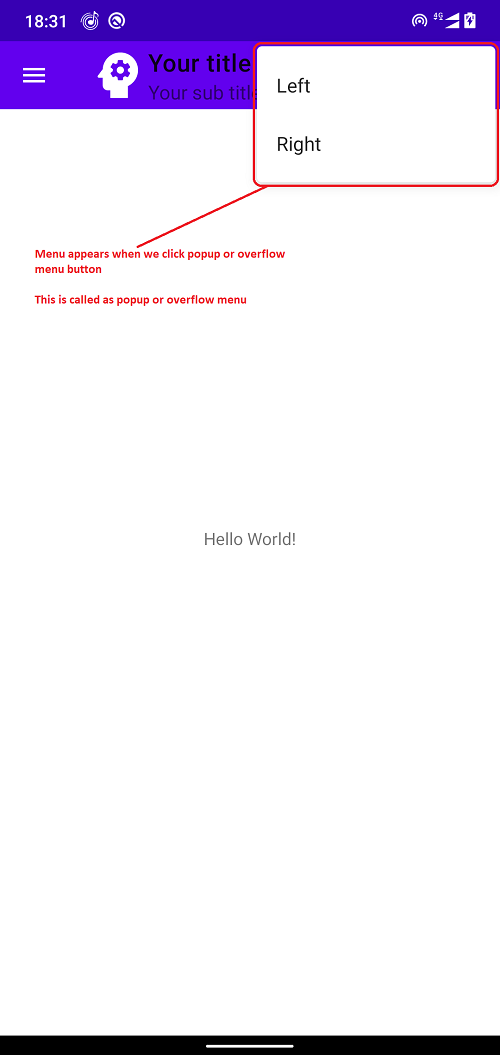 18:31
4G
Your title
Your sub title
Left
Right
Menu appears when we click popup or overflow
menu button
This is called as popup or overflow menu
Hello World!